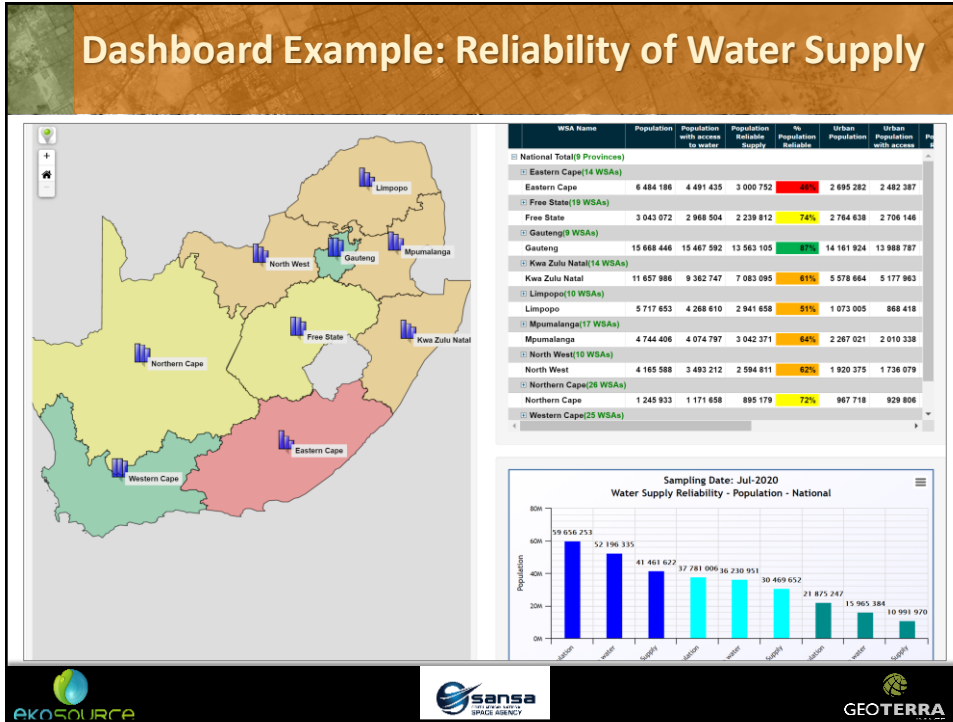 Dashboard Example: Reliability of Water Supply
+
Limpopo
Mpumalanga
Gauteng
North West
Free State
Kwa Zulu Natal
Northern Cape
Eastern Cape
Western Cape
WSA Name Population Population with access to water Population Reliable Supply % Population Reliable Urban Population Urban Population with access
National Total(9 Provinces)
Eastern Cape(14 WSAs)
Eastern Cape 6 484 186 4 491 435 3 000 752 46% 2 695 282 2 482 387
Free State(19 WSAs)
Free State 3 043 072 2 968 504 2 239 812 74% 2 764 638 2 706 146
Gauteng(9 WSAs)
Gauteng 15 668 446 15 467 592 13 563 105 87% 14 161 924 13 988 787
Kwa Zulu Natal(14 WSAs)
Kwa Zulu Natal 11 657 986 9 362 747 7 083 095 61% 5 578 664 5 177 963
Limpopo(10 WSAs)
Limpopo 5 717 653 4 268 610 2 941 658 51% 1 073 005 868 418
Mpumalanga(17 WSAs)
Mpumalanga 4 744 406 4 074 797 3 042 371 64% 2 267 021 2 010 338
North West(10 WSAs)
North West 4 165 588 3 493 212 2 594 811 62% 1 920 375 1 736 079
Northern Cape(26 WSAs)
Northern Cape 1 245 933 1 171 658 895 179 72% 967 718 929 806
Western Cape(25 WSAs)
Sampling Date: Jul-2020
Water Supply Reliability - Population - National
Population
80M
60M
40M
20M
0M
59 656 253
52 196 335
41 461 622
37 781 006
36 230 951
30 469 652
21 875 247
15 965 384
10 991 970
water
water
water
ekosource
sansa
SPACE AGENCY
GEOTERRA